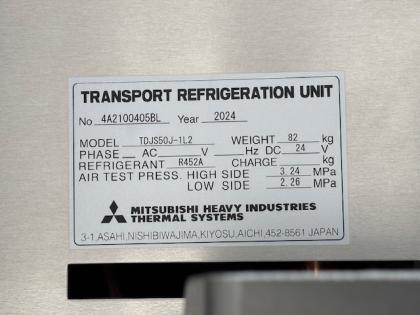 TRANSPORT REFRIGERATION UNIT
No 4A2100405BL Year 2024
MODEL TDJS50J-1L2 WEIGHT 82 kg
PHASE AC V Hz DC 24 V
REFRIGERANT R452A CHARGE kg
AIR TEST PRESS. HIGH SIDE 3.24 MPa
LOW SIDE 2.26 MPa
MITSUBISHI HEAVY INDUSTRIES
THERMAL SYSTEMS
3-1,ASAHI,NISHIBIWAJIMA,KIYOSU,AICHI,452-8561 JAPAN